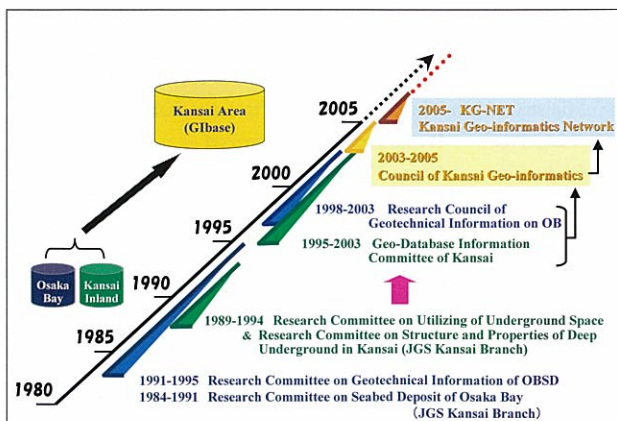 Kansai Area
(GIbase)
Osaka
Bay
Kansai
Inland
2005
2000
1995
1990
1985
1980
2005- KG-NET
Kansai Geo-informatics Network
2003-2005
Council of Kansai Geo-informatics
1998-2003 Research Council of
Geotechnical Information on OB
1995-2003 Geo-Database Information
Committee of Kansai
1989-1994 Research Committee on Utilizing of Underground Space
& Research Committee on Structure and Properties of Deep
Underground in Kansai (JGS Kansai Branch)
1991-1995 Research Committee on Geotechnical Information of OBSD
1984-1991 Research Committee on Seabed Deposit of Osaka Bay
(JGS Kansai Branch)